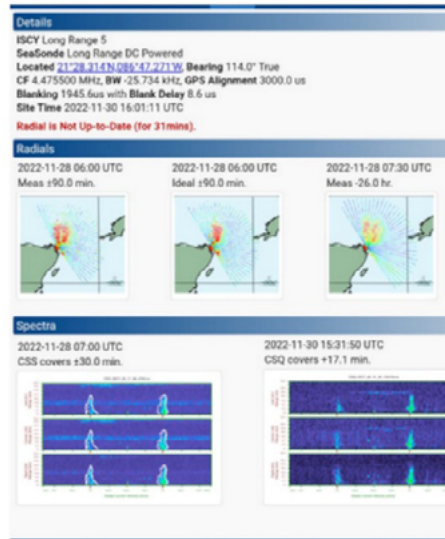 Details
ISCY Long Range 5
SeaSonde Long Range DC Powered
Located 21°28.314'N,086°47.271'W, Bearing 114.0° True
CF 4.475500 MHz, BW -25.734 kHz, GPS Alignment 3000.0 us
Blanking 1945.6us with Blank Delay 8.6 us
Site Time 2022-11-30 16:01:11 UTC
Radial is Not Up-to-Date (for 31mins).
Radials
2022-11-28 06:00 UTC
Meas ±90.0 min.
2022-11-28 06:00 UTC
Ideal ±90.0 min.
2022-11-28 07:30 UTC
Meas -26.0 hr.
Spectra
2022-11-28 07:00 UTC
CSS covers ±30.0 min.
2022-11-30 15:31:50 UTC
CSQ covers +17.1 min.